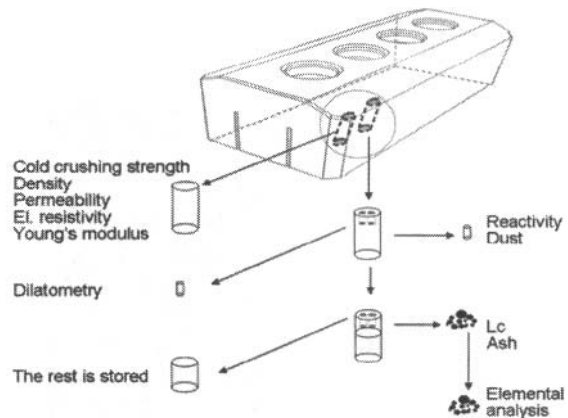 Cold crushing strength
Density
Permeability
El. resistivity
Young's modulus
Reactivity
Dust
Dilatometry
Lc
Ash
The rest is stored
Elemental
analysis